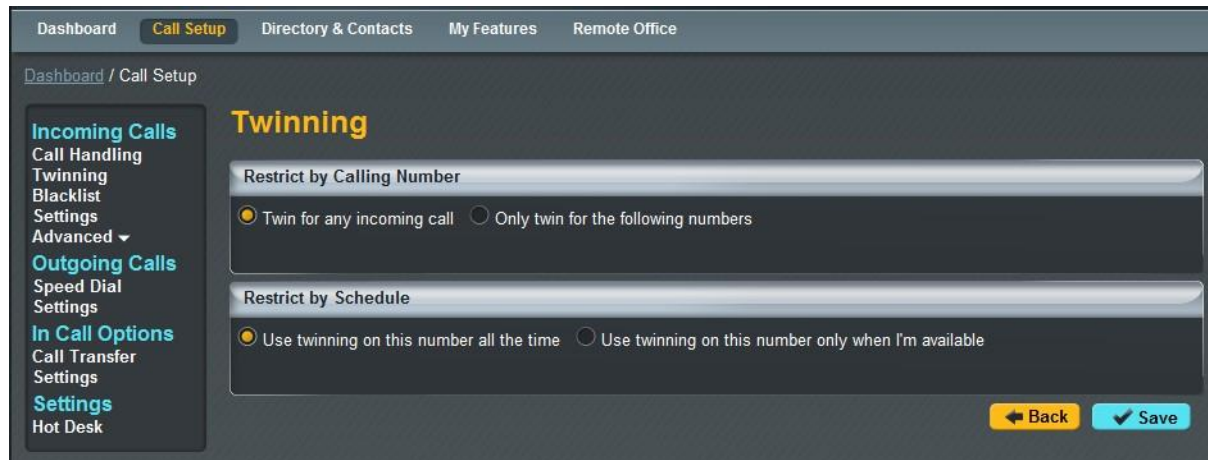 Dashboard Call Setup Directory & Contacts My Features Remote Office
Dashboard / Call Setup
Incoming Calls
Call Handling
Twinning
Blacklist
Settings
Advanced
Outgoing Calls
Speed Dial
Settings
In Call Options
Call Transfer
Settings
Settings
Hot Desk
Twinning
Restrict by Calling Number
Twin for any incoming call Only twin for the following numbers
Restrict by Schedule
Use twinning on this number all the time Use twinning on this number only when I'm available
Back Save